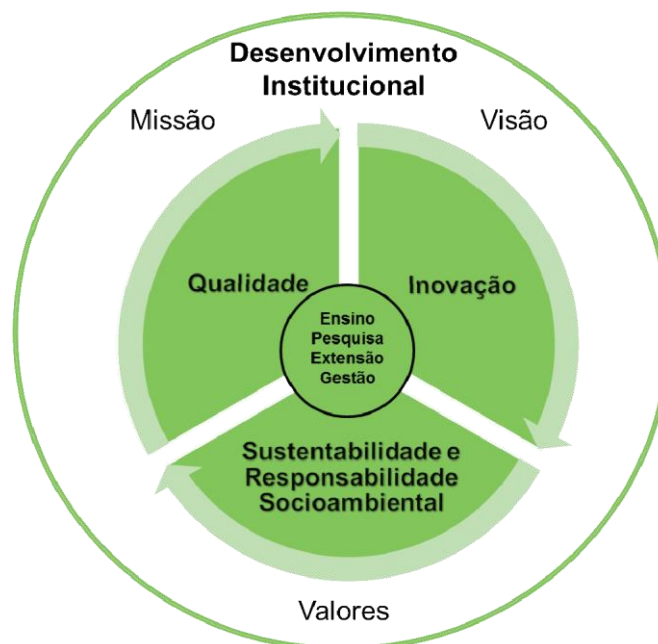 Desenvolvimento
Institucional
Missão
Visão
Qualidade
Inovação
Ensino
Pesquisa
Extensão
Gestão
Sustentabilidade e
Responsabilidade
Socioambiental
Valores